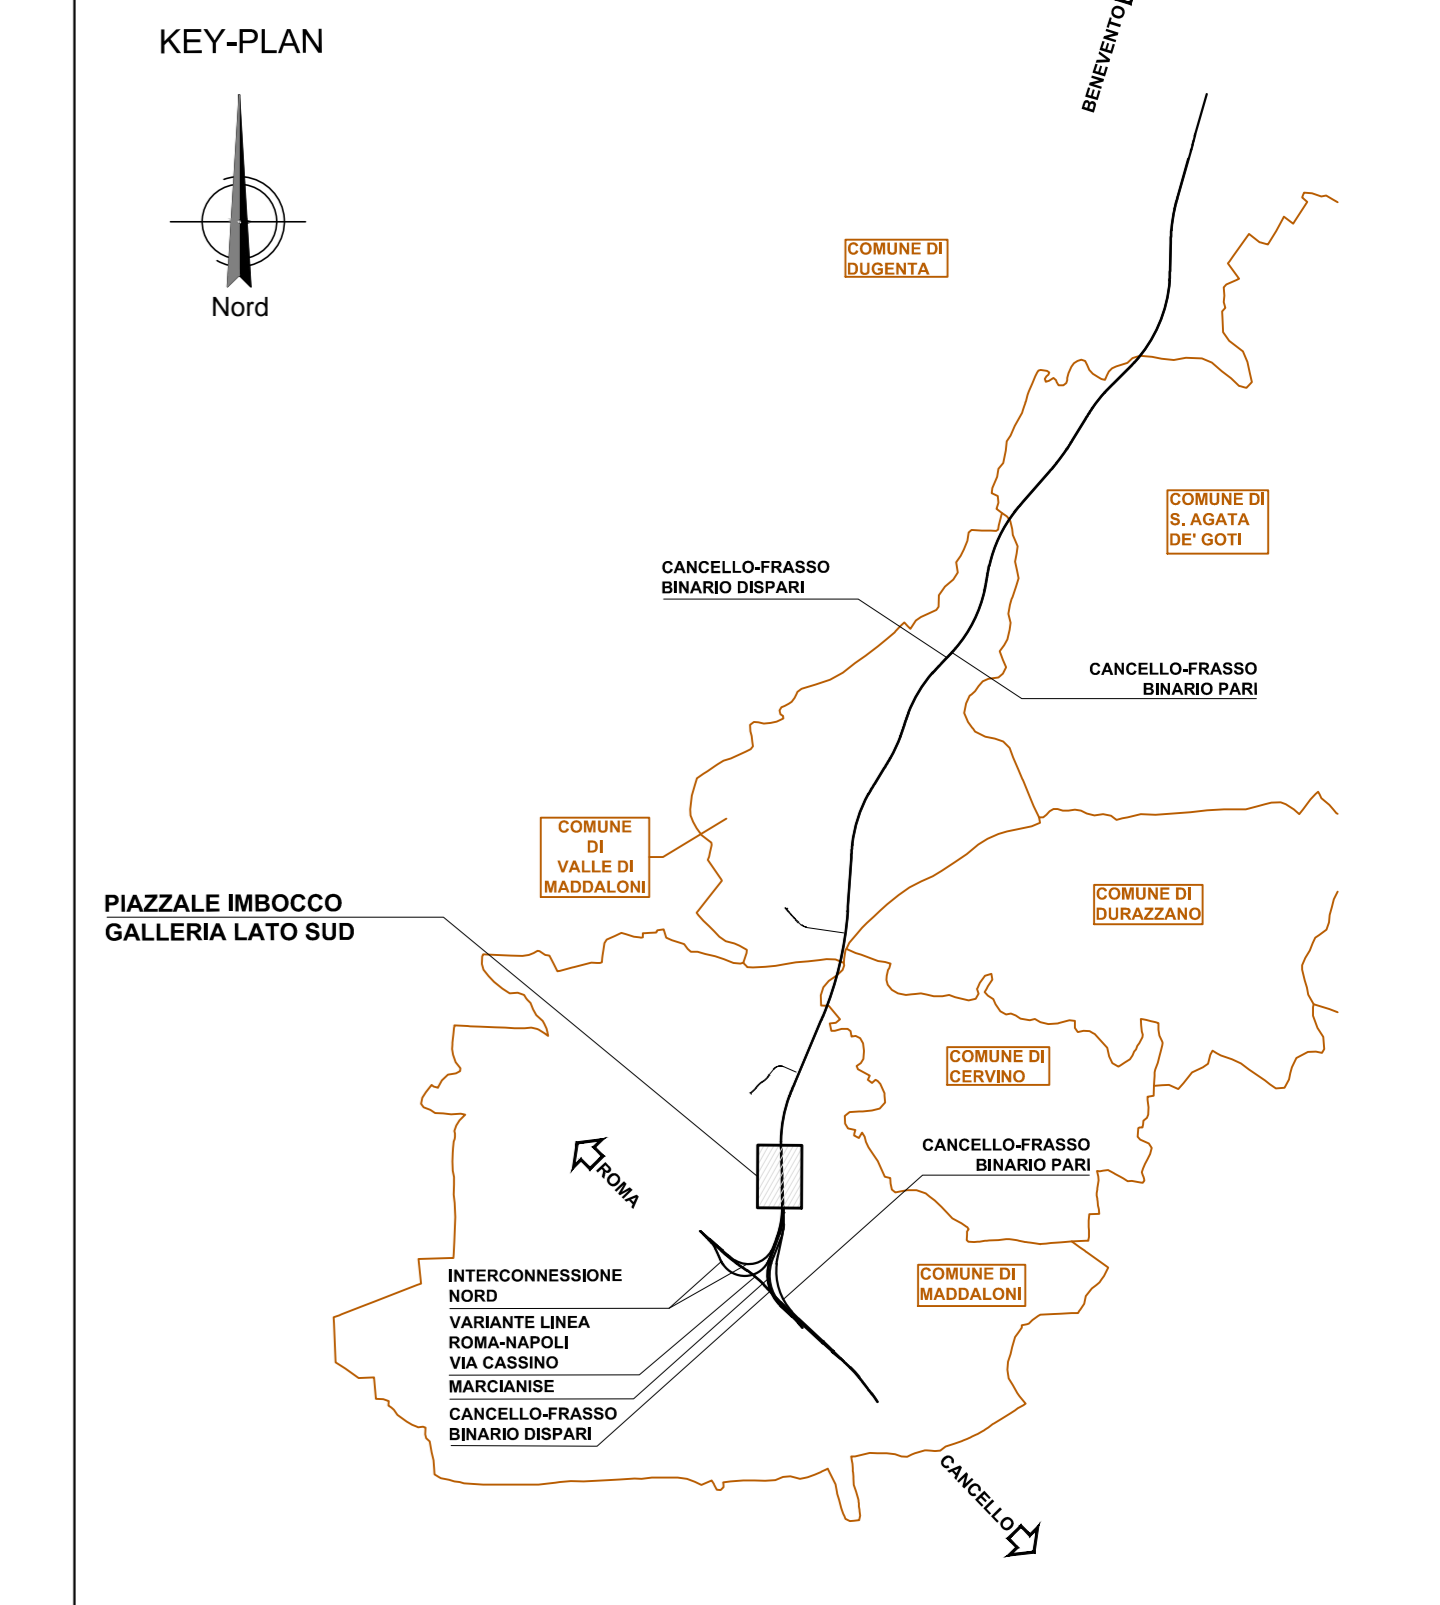 KEY-PLAN
BENEVENTO
Nord
COMUNE DI
DUGENTA
COMUNE DI
S. AGATA
DE' GOTI
CANCELLO-FRASSO
BINARIO DISPARI
CANCELLO-FRASSO
BINARIO PARI
COMUNE
DI
VALLE DI
MADDALONI
COMUNE DI
DURAZZANO
PIAZZALE IMBOCCO
GALLERIA LATO SUD
COMUNE DI
CERVINO
CANCELLO-FRASSO
BINARIO PARI
ROMA
INTERCONNESSIONE
NORD
COMUNE DI
MADDALONI
VARIANTE LINEA
ROMA-NAPOLI
VIA CASSINO
MARCIANISE
CANCELLO-FRASSO
BINARIO DISPARI
CANCELLO